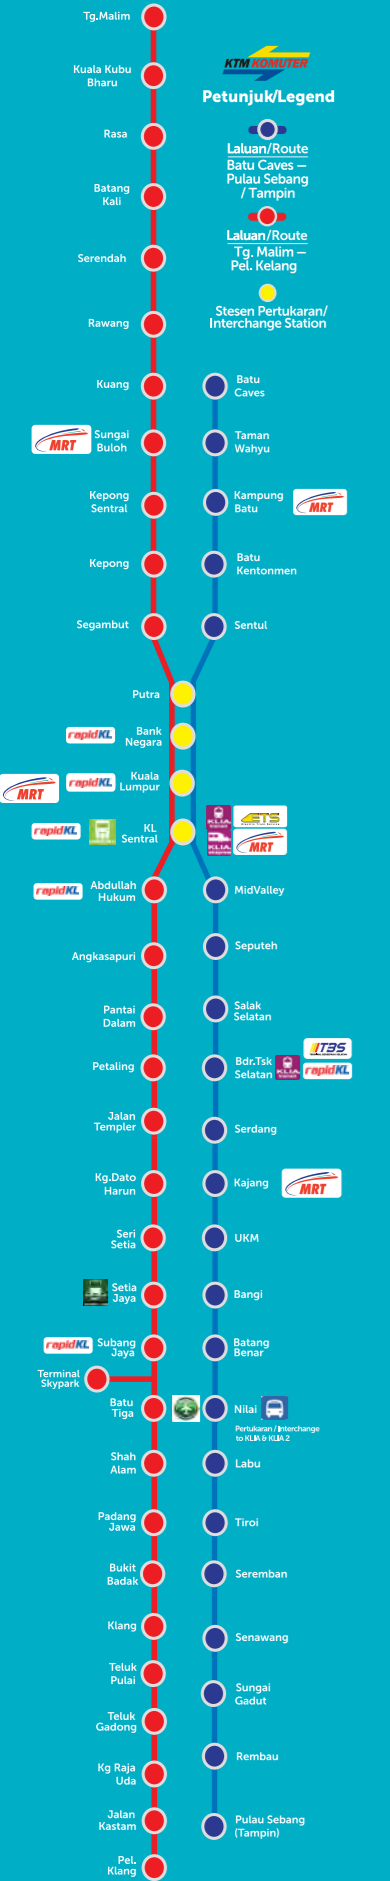 KTM KOMUTER
Petunjuk/Legend
Laluan/Route
Batu Caves –
Pulau Sebang
/ Tampin
Laluan/Route
Tg. Malim –
Pel. Kelang
Stesen Pertukaran/
Interchange Station
Tg.Malim
Kuala Kubu
Bharu
Rasa
Batang
Kali
Serendah
Rawang
Kuang
MRT
Sungai
Buloh
Kepong
Sentral
Kepong
Segambut
Batu
Caves
Taman
Wahyu
Kampung
Batu
MRT
Batu
Kentonmen
Sentul
Putra
rapidKL
Bank
Negara
MRT
rapidKL
Kuala
Lumpur
rapidKL
KL
Sentral
KLIA
ETS
KLIA
MRT
rapidKL
Abdullah
Hukum
Angkasapuri
Pantai
Dalam
Petaling
Jalan
Templer
Kg.Dato
Harun
Seri
Setia
Setia
Jaya
rapidKL
Subang
Jaya
Terminal
Skypark
Batu
Tiga
Shah
Alam
Padang
Jawa
Bukit
Badak
Klang
Teluk
Pulai
Teluk
Gadong
Kg Raja
Uda
Jalan
Kastam
Pel.
Klang
MidValley
Seputeh
Salak
Selatan
Bdr.Tsk
Selatan
KLIA
TBS
rapidKL
Serdang
Kajang
MRT
UKM
Bangi
Batang
Benar
Nilai
Pertukaran / Interchange
to KLIA & KLIA 2
Labu
Tiroi
Seremban
Senawang
Sungai
Gadut
Rembau
Pulau Sebang
(Tampin)